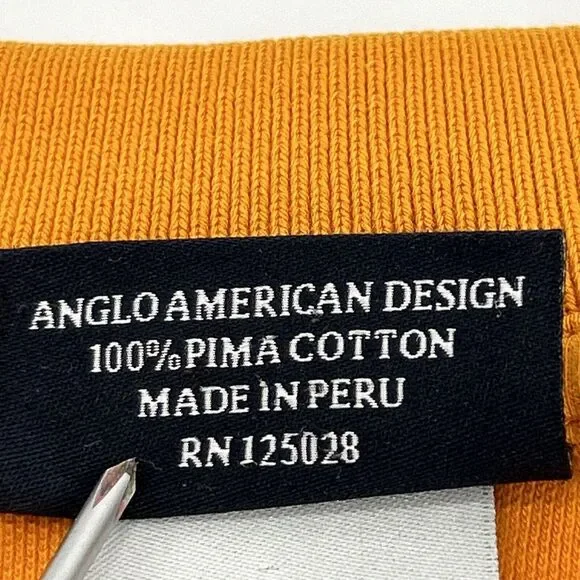 ANGLO AMERICAN DESIGN
100% PIMA COTTON
MADE IN PERU
RN 125028